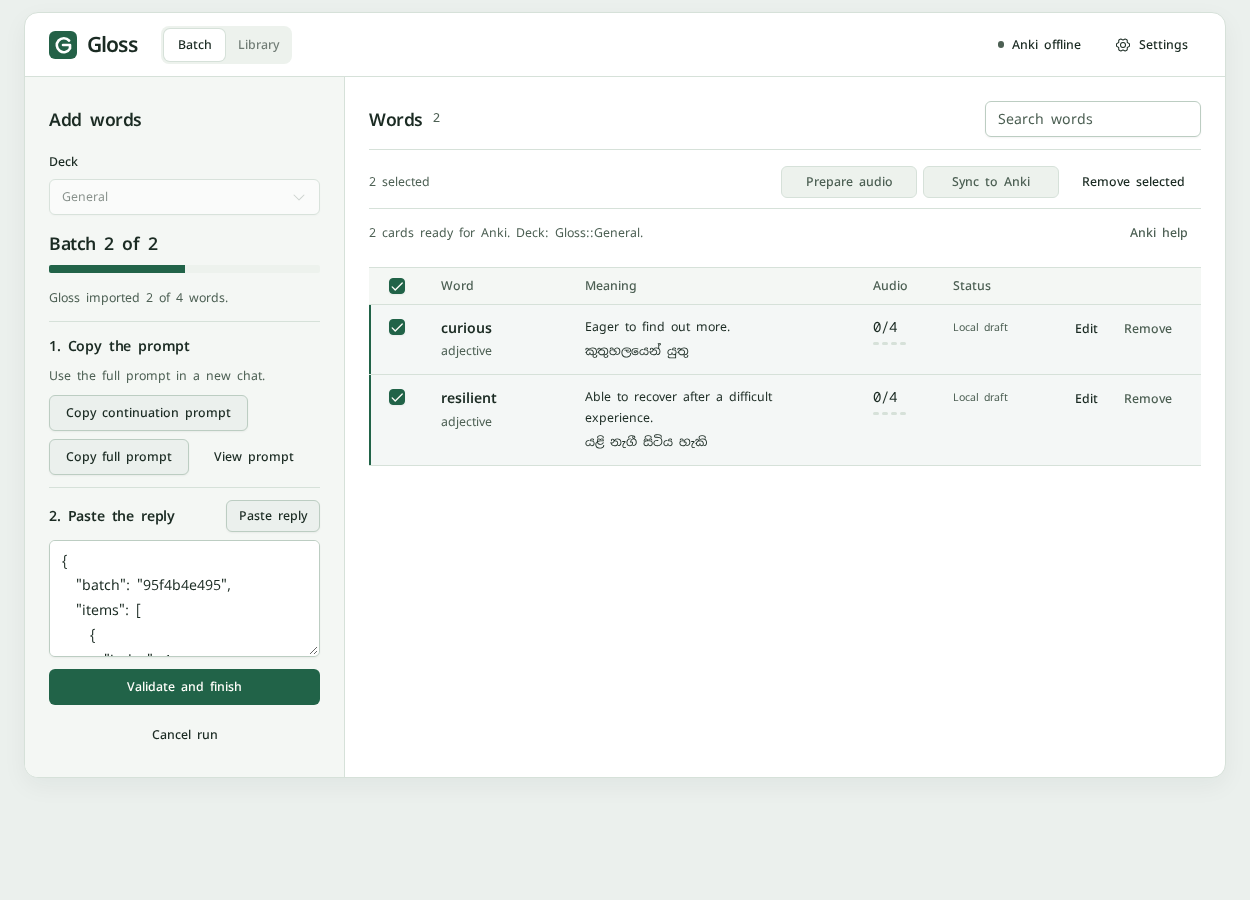 Gloss
Batch
Library
Anki offline
Settings
Add words
Deck
General
Batch 2 of 2
Gloss imported 2 of 4 words.
1. Copy the prompt
Use the full prompt in a new chat.
Copy continuation prompt
Copy full prompt
View prompt
2. Paste the reply
Paste reply
{
"batch": "95f4b4e495",
"items": [
{
Validate and finish
Cancel run
Words 2
Search words
2 selected
Prepare audio
Sync to Anki
Remove selected
2 cards ready for Anki. Deck: Gloss::General.
Anki help
Word
Meaning
Audio
Status
curious
adjective
Eager to find out more.
කුතුහලයෙන් යුතු
0/4
Local draft
Edit
Remove
resilient
adjective
Able to recover after a difficult
experience.
යළි නැගී සිටිය හැකි
0/4
Local draft
Edit
Remove